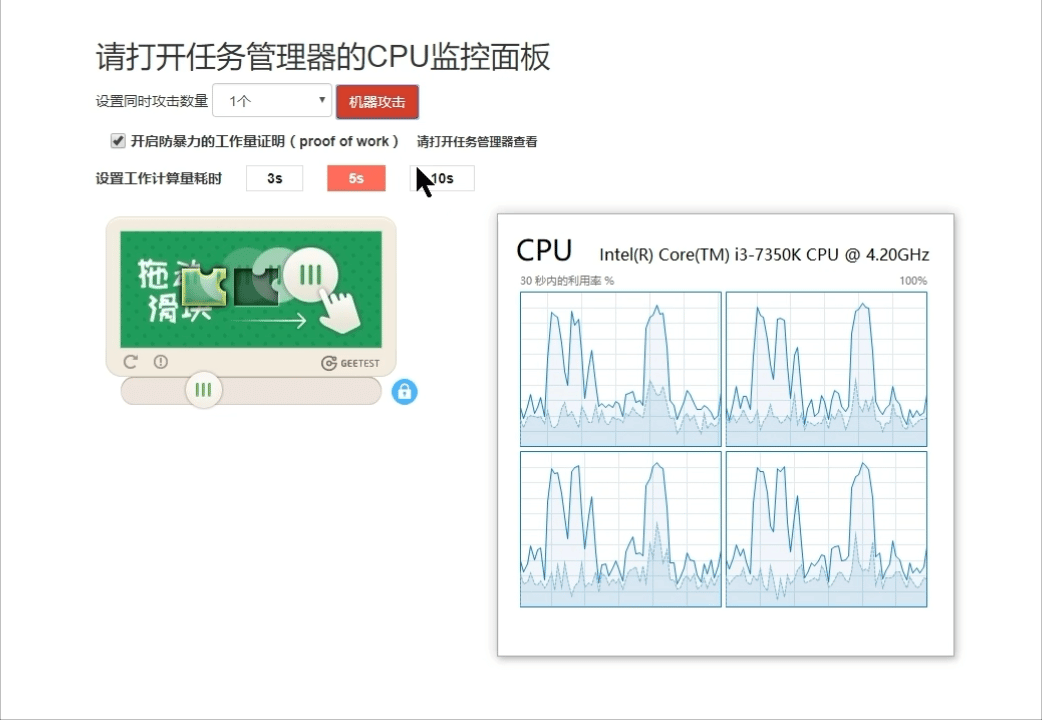 请打开任务管理器的CPU监控面板
设置同时攻击数量 1个 机器攻击
开启防暴力的工作量证明 ( proof of work ) 请打开任务管理器查看
设置工作计算量耗时 3s 5s 10s
拖动
滑块
GEETEST
CPU Intel(R) Core(TM) i3-7350K CPU @ 4.20GHz
30 秒内的利用率 % 100%